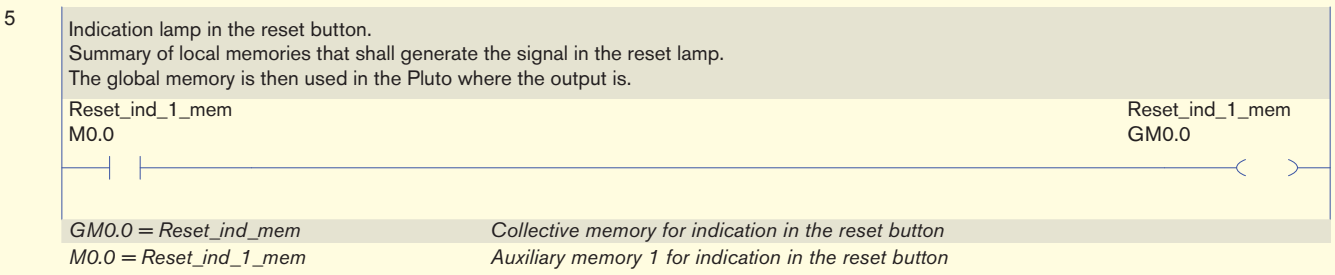 5
Indication lamp in the reset button.
Summary of local memories that shall generate the signal in the reset lamp.
The global memory is then used in the Pluto where the output is.
Reset_ind_1_mem Reset_ind_1_mem
M0.0 GM0.0
GM0.0 = Reset_ind_mem Collective memory for indication in the reset button
M0.0 = Reset_ind_1_mem Auxiliary memory 1 for indication in the reset button